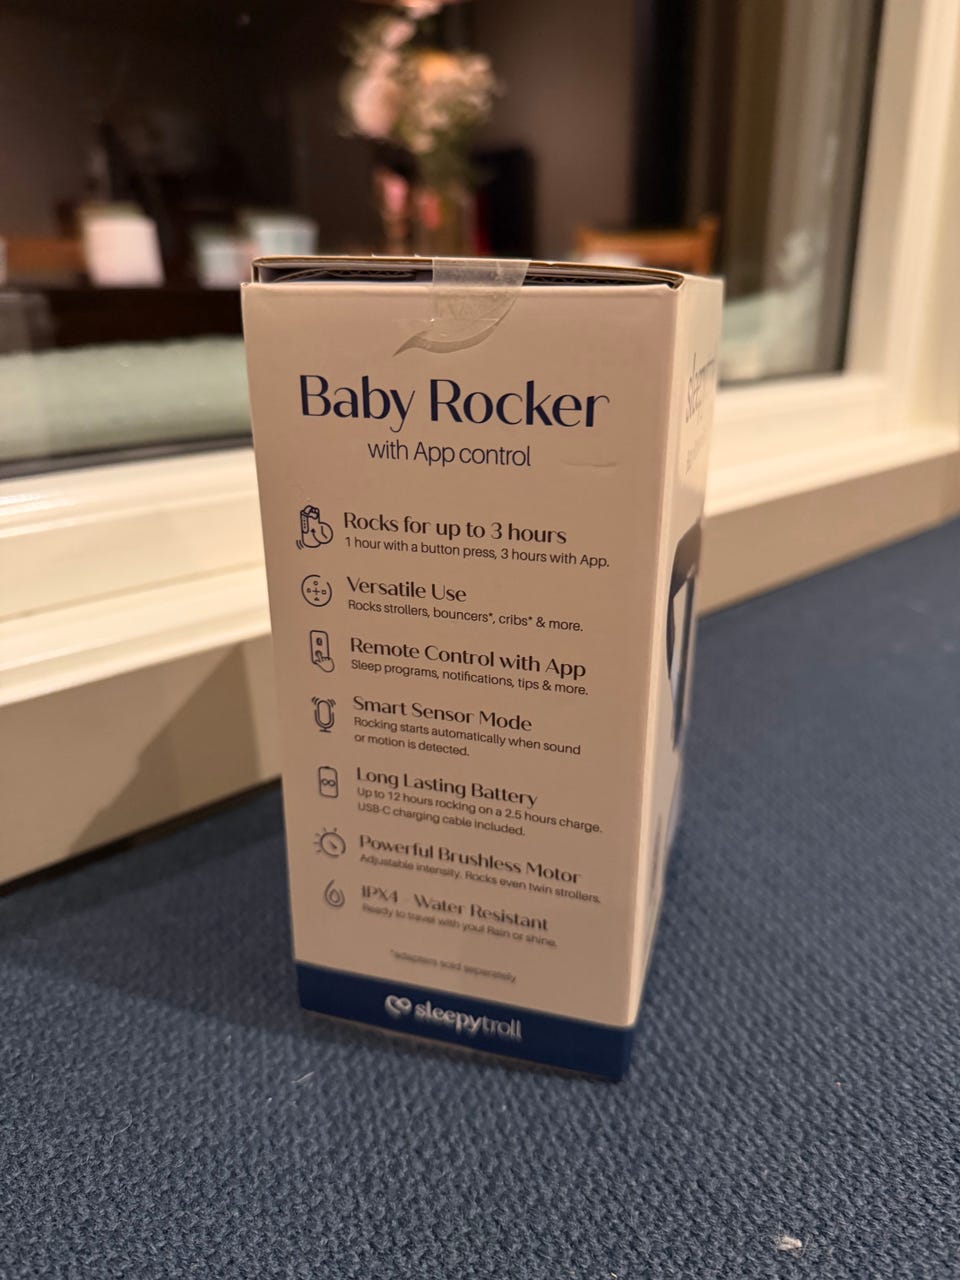 Baby Rocker
with App control
Rocks for up to 3 hours
1 hour with a button press, 3 hours with App.
Versatile Use
Rocks strollers, bouncers*, cribs* & more.
Remote Control with App
Sleep programs, notifications, tips & more.
Smart Sensor Mode
Rocking starts automatically when sound
or motion is detected.
Long Lasting Battery
Up to 12 hours rocking on a 2.5 hours charge.
USB-C charging cable included.
Powerful Brushless Motor
Adjustable intensity. Rocks even twin strollers.
IPX4 - Water Resistant
Ready to travel with you! Rain or shine.
*adapters sold separately
sleepytroll